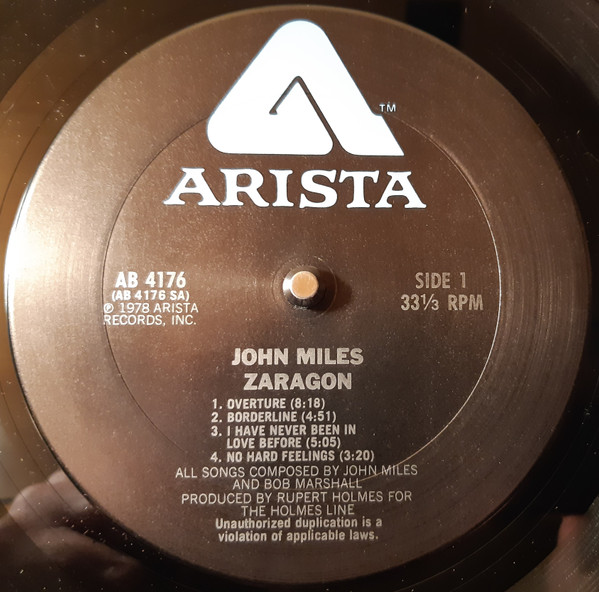 TM
ARISTA
AB 4176
(AB 4176 SA)
℗ 1978 ARISTA
RECORDS, INC.
SIDE 1
33⅓ RPM
JOHN MILES
ZARAGON
1. OVERTURE (8:18)
2. BORDERLINE (4:51)
3. I HAVE NEVER BEEN IN
LOVE BEFORE (5:05)
4. NO HARD FEELINGS (3:20)
ALL SONGS COMPOSED BY JOHN MILES
AND BOB MARSHALL
PRODUCED BY RUPERT HOLMES FOR
THE HOLMES LINE
Unauthorized duplication is a
violation of applicable laws.